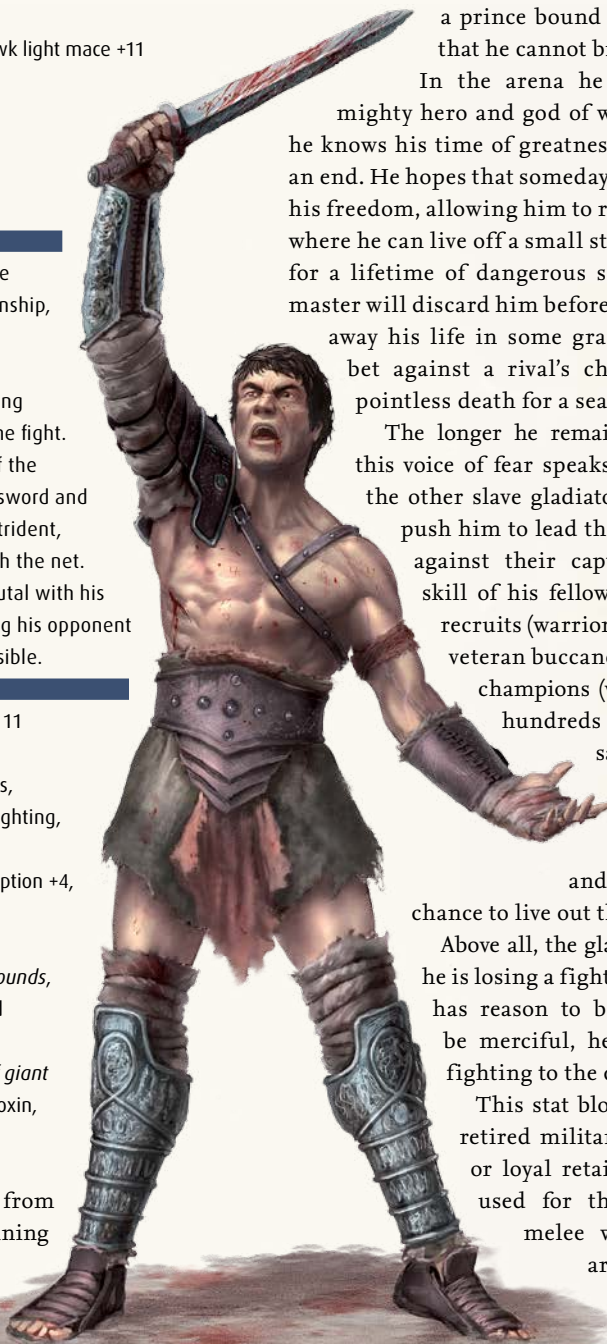 wk light mace +11
e
nship,
ng
he fight.
f the
sword and
trident,
h the net.
utal with his
g his opponent
sible.
11
s,
ghting,
ption +4,
ounds,
l
f giant
oxin,
from
ning
a prince bound
that he cannot b
In the arena he
mighty hero and god of w
he knows his time of greatnes
an end. He hopes that someday
his freedom, allowing him to r
where he can live off a small st
for a lifetime of dangerous s
master will discard him before
away his life in some gra
bet against a rival’s ch
pointless death for a sea
The longer he remai
this voice of fear speaks
the other slave gladiato
push him to lead th
against their cap
skill of his fellow
recruits (warrior
veteran buccan
champions (
hundreds
sa
and
chance to live out t
Above all, the gla
he is losing a fight
has reason to b
be merciful, he
fighting to the
This stat blo
retired militar
or loyal retai
used for th
melee w
ar